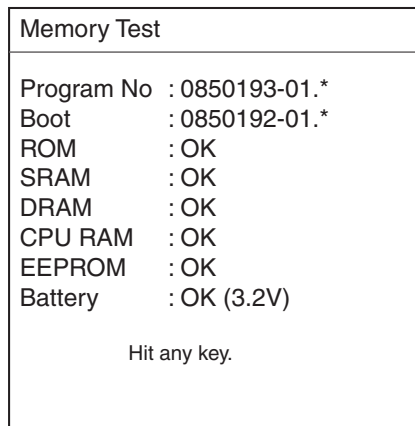 Memory Test
Program No : 0850193-01.*
Boot : 0850192-01.*
ROM : OK
SRAM : OK
DRAM : OK
CPU RAM : OK
EEPROM : OK
Battery : OK (3.2V)
Hit any key.